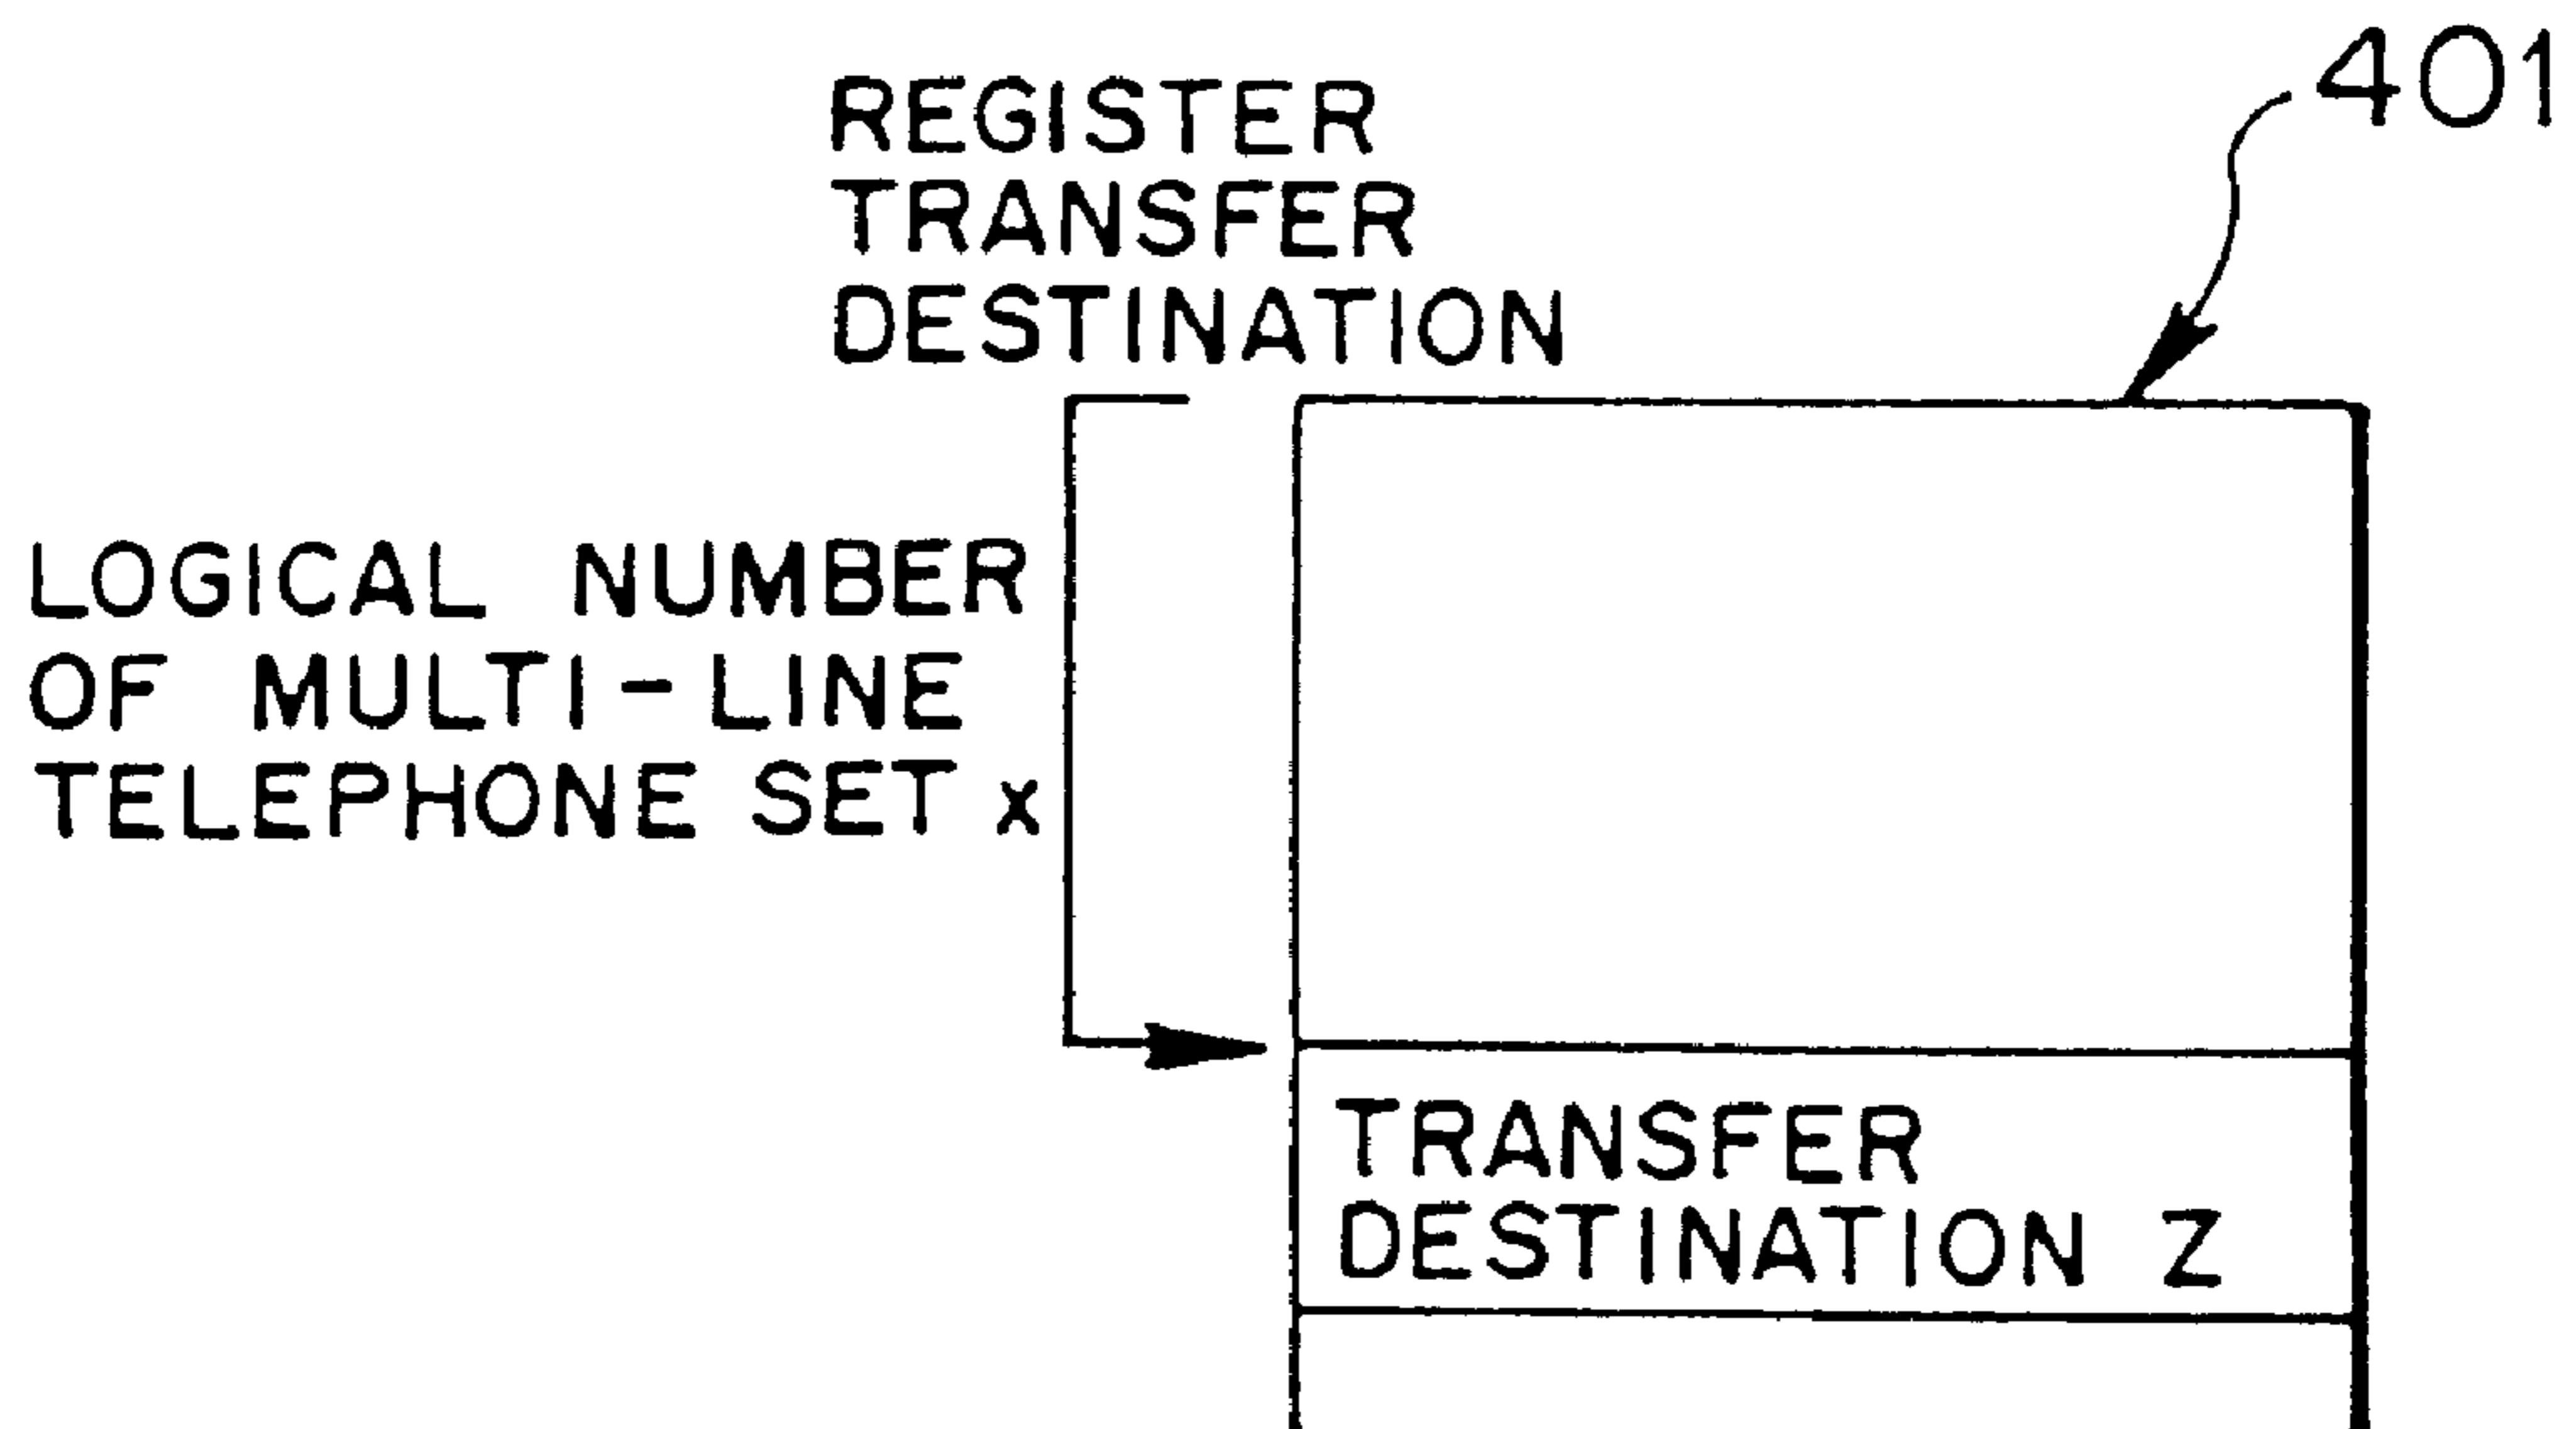 401
REGISTER
TRANSFER
DESTINATION
LOGICAL NUMBER
OF MULTI-LINE
TELEPHONE SET x
TRANSFER
DESTINATION Z